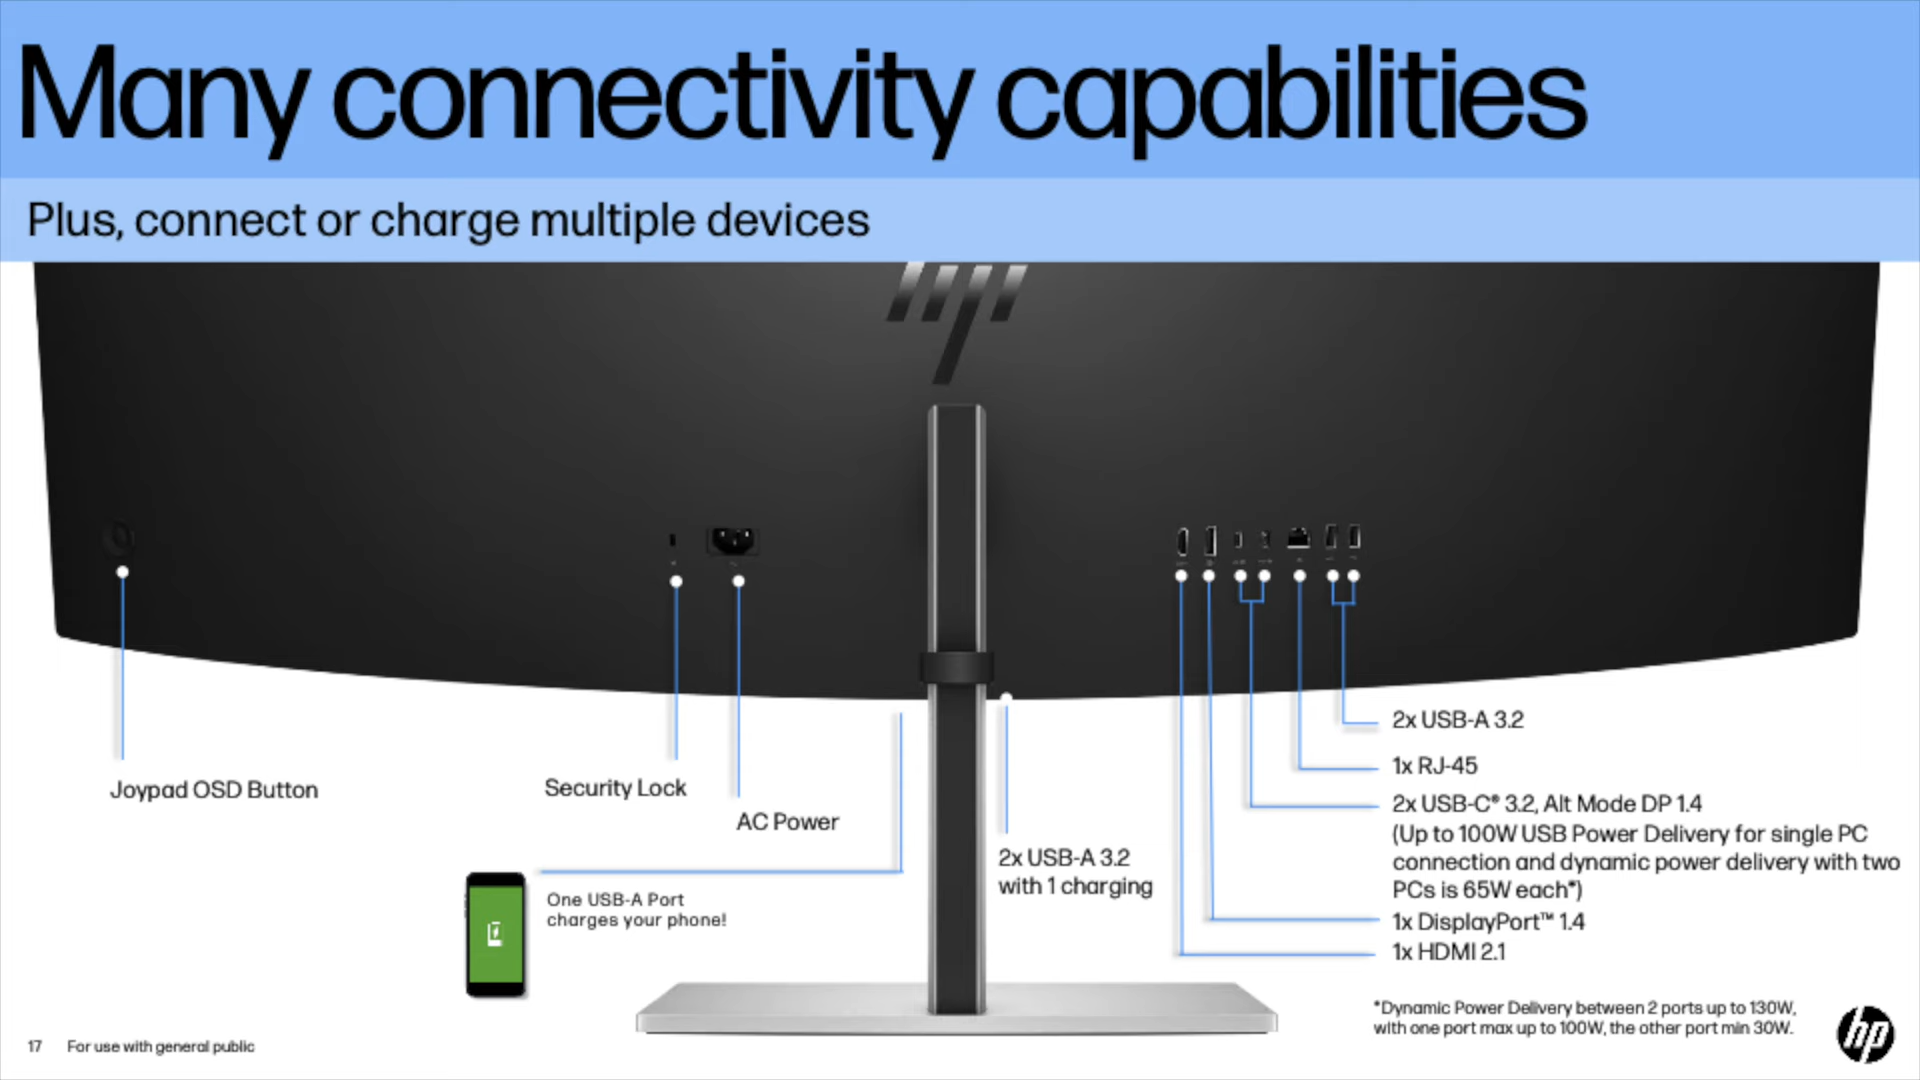 Many connectivity capabilities
Plus, connect or charge multiple devices
Joypad OSD Button
Security Lock
AC Power
One USB-A Port
charges your phone!
2x USB-A 3.2
with 1 charging
2x USB-A 3.2
1x RJ-45
2x USB-C® 3.2, Alt Mode DP 1.4
(Up to 100W USB Power Delivery for single PC
connection and dynamic power delivery with two
PCs is 65W each*)
1x DisplayPort™ 1.4
1x HDMI 2.1
*Dynamic Power Delivery between 2 ports up to 130W,
with one port max up to 100W, the other port min 30W.
17 For use with general public
hp